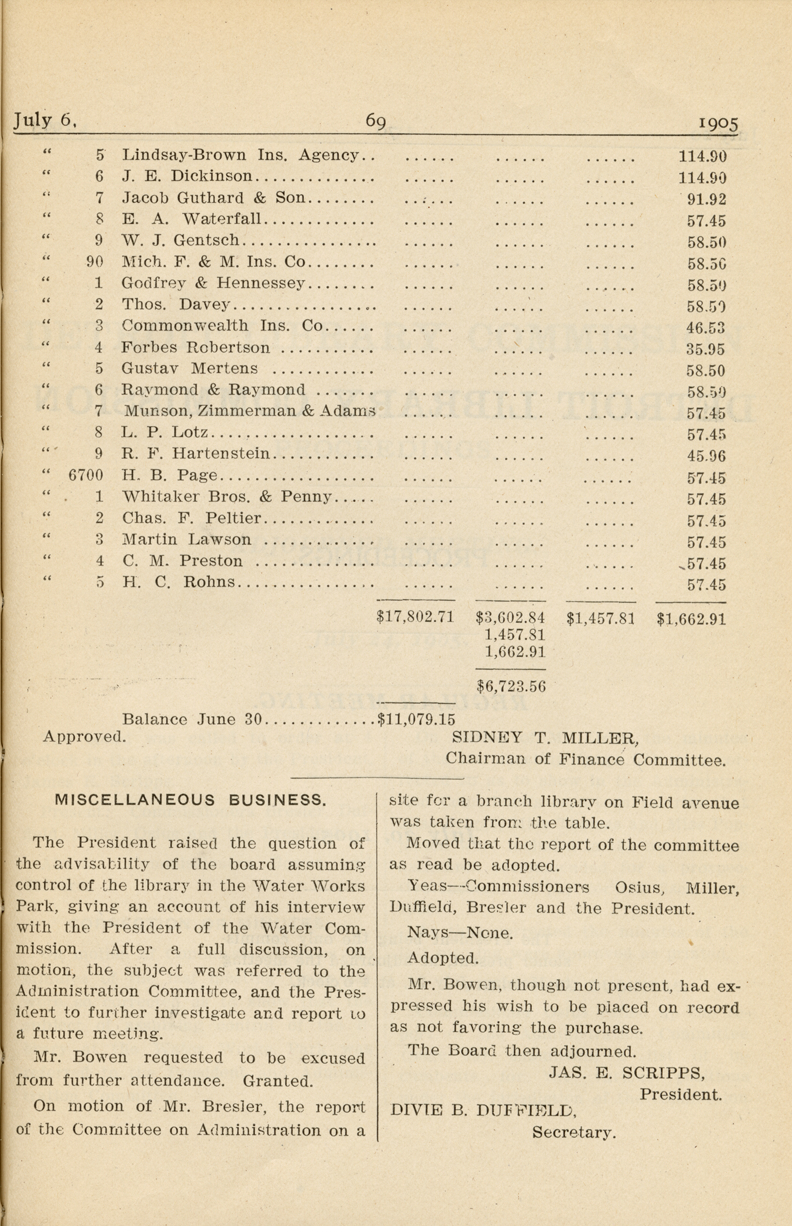 July 6, 69 1905
“ 5 Lindsay-Brown Ins. Agency.. ...... ...... ...... 114.90
“ 6 J. E. Dickinson.............. ...... ...... ...... 114.90
“ 7 Jacob Guthard & Son........ ...... ...... ...... 91.92
“ 8 E. A. Waterfall............. ...... ...... ...... 57.45
“ 9 W. J. Gentsch................ ...... ...... ...... 58.50
“ 90 Mich. F. & M. Ins. Co........ ...... ...... ...... 58.50
“ 1 Godfrey & Hennessey........ ...... ...... ...... 58.50
“ 2 Thos. Davey................. ...... ...... ...... 58.50
“ 3 Commonwealth Ins. Co...... ...... ...... ...... 46.53
“ 4 Forbes Robertson ........... ...... ...... ...... 35.95
“ 5 Gustav Mertens ............ ...... ...... ...... 58.50
“ 6 Raymond & Raymond ....... ...... ...... ...... 58.50
“ 7 Munson, Zimmerman & Adams ...... ...... ...... 57.45
“ 8 L. P. Lotz................... ...... ...... ...... 57.45
“ 9 R. F. Hartenstein............ ...... ...... ...... 45.96
“ 6700 H. B. Page.................. ...... ...... ...... 57.45
“ 1 Whitaker Bros. & Penny..... ...... ...... ...... 57.45
“ 2 Chas. F. Peltier............. ...... ...... ...... 57.45
“ 3 Martin Lawson ............. ...... ...... ...... 57.45
“ 4 C. M. Preston .............. ...... ...... ...... 57.45
“ 5 H. C. Rohns................ ...... ...... ...... 57.45
$17,802.71 $3,602.84 $1,457.81 $1,662.91
1,457.81
1,662.91
$6,723.56
Balance June 30.............$11,079.15
Approved. SIDNEY T. MILLER,
Chairman of Finance Committee.
MISCELLANEOUS BUSINESS.
The President raised the question of
the advisability of the board assuming
control of the library in the Water Works
Park, giving an account of his interview
with the President of the Water Com-
mission. After a full discussion, on
motion, the subject was referred to the
Administration Committee, and the Pres-
ident to further investigate and report to
a future meeting.
Mr. Bowen requested to be excused
from further attendance. Granted.
On motion of Mr. Bresler, the report
of the Committee on Administration on a
site for a branch library on Field avenue
was taken from the table.
Moved that the report of the committee
as read be adopted.
Yeas—Commissioners Osius, Miller,
Duffield, Bresler and the President.
Nays—None.
Adopted.
Mr. Bowen, though not present, had ex-
pressed his wish to be placed on record
as not favoring the purchase.
The Board then adjourned.
JAS. E. SCRIPPS,
President.
DIVIE B. DUFFIELD,
Secretary.